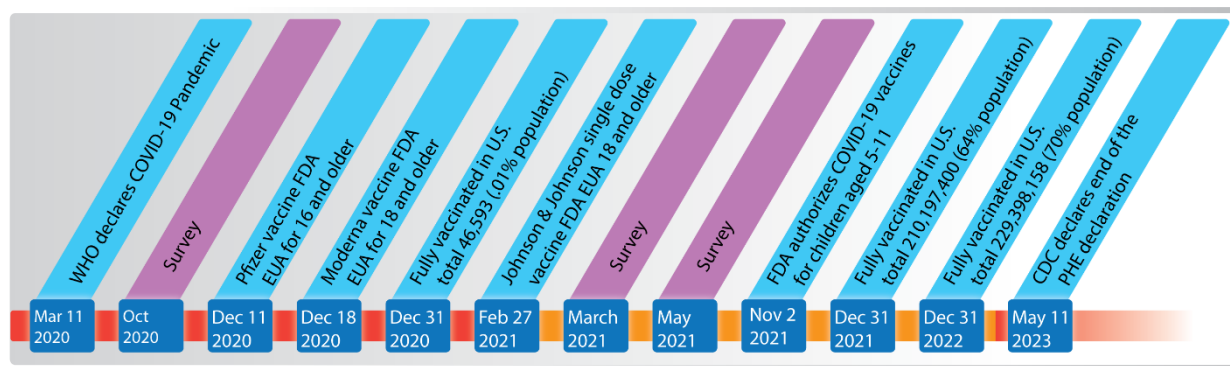 WHO declares COVID-19 Pandemic
Survey
Pfizer vaccine FDA
EUA for 16 and older
Moderna vaccine FDA
EUA for 18 and older
Fully vaccinated in U.S.
total 46,593 (.01% population)
Johnson & Johnson single dose
vaccine FDA EUA 18 and older
Survey
Survey
FDA authorizes COVID-19 vaccines
for children aged 5-11
Fully vaccinated in U.S.
total 210,197,400 (64% population)
Fully vaccinated in U.S.
total 229,398,158 (70% population)
CDC declares end of the
PHE declaration
Mar 11
2020
Oct
2020
Dec 11
2020
Dec 18
2020
Dec 31
2020
Feb 27
2021
March
2021
May
2021
Nov 2
2021
Dec 31
2021
Dec 31
2022
May 11
2023